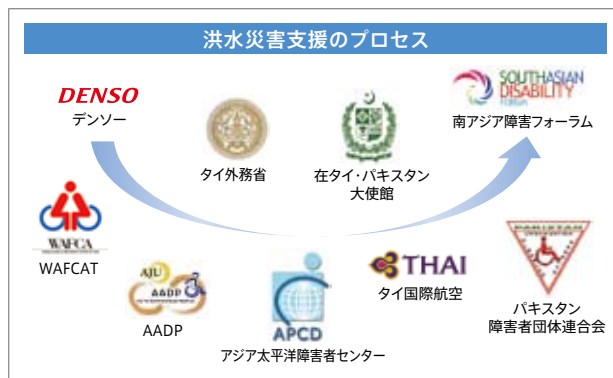 洪水災害支援のプロセス
DENSO
デンソー
タイ外務省
在タイ・パキスタン
大使館
SOUTH ASIAN
DISABILITY
FORUM
南アジア障害フォーラム
WAFCA
WAFCAT
AJU
AADP
AADP
APCD
アジア太平洋障害者センター
THAI
タイ国際航空
PAKISTAN
パキスタン
障害者団体連合会